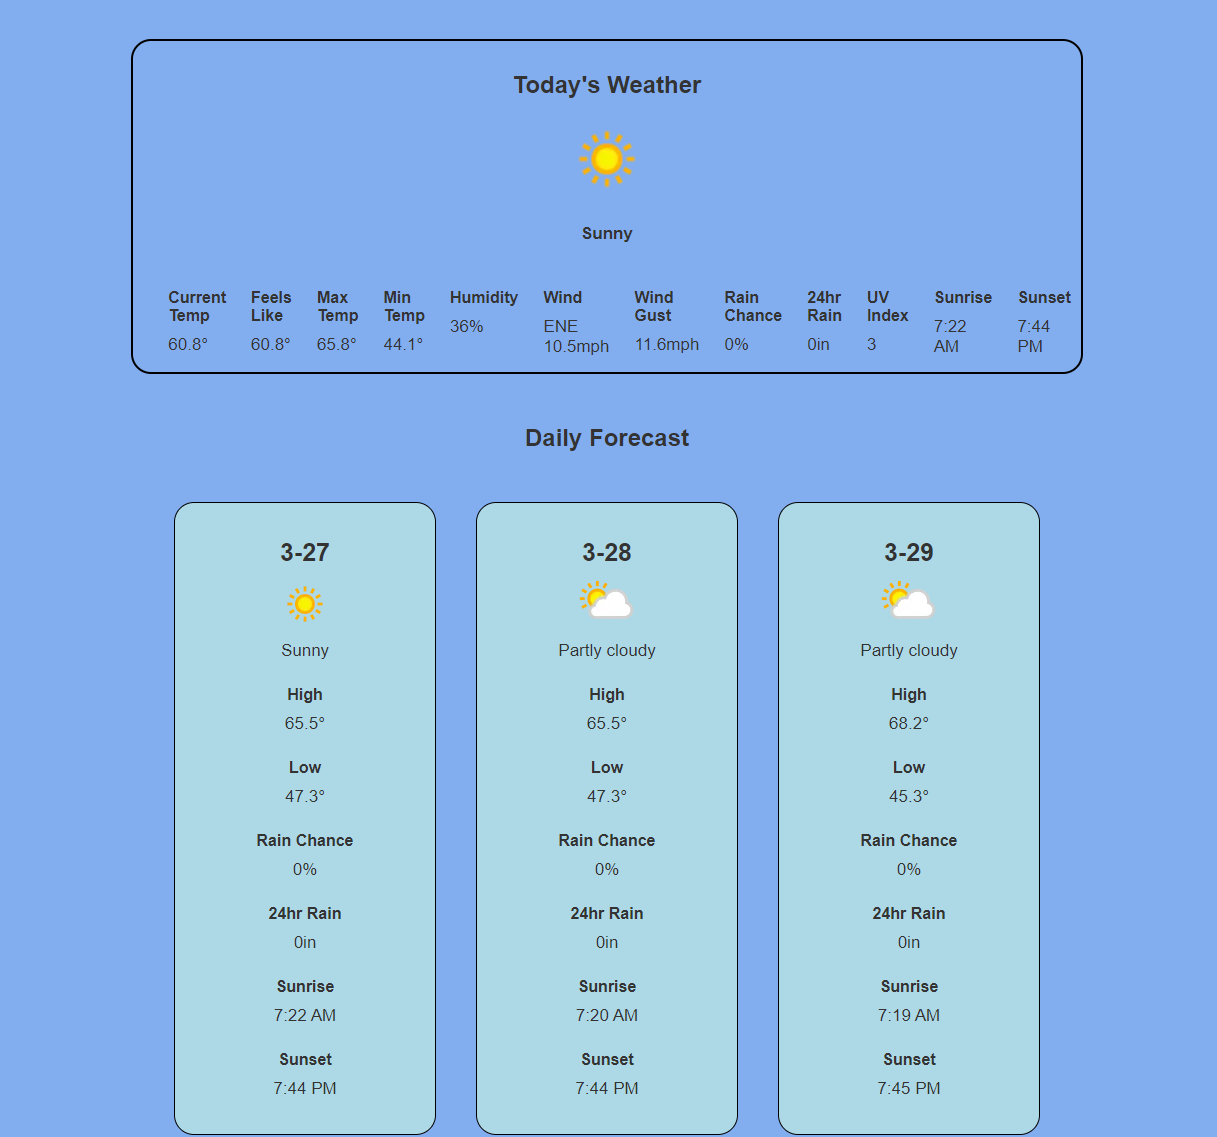 Today's Weather
Sunny
Current Temp
60.8°
Feels Like
60.8°
Max Temp
65.8°
Min Temp
44.1°
Humidity
36%
Wind
ENE 10.5mph
Wind Gust
11.6mph
Rain Chance
0%
24hr Rain
0in
UV Index
3
Sunrise
7:22 AM
Sunset
7:44 PM
Daily Forecast
3-27
Sunny
High
65.5°
Low
47.3°
Rain Chance
0%
24hr Rain
0in
Sunrise
7:22 AM
Sunset
7:44 PM
3-28
Partly cloudy
High
65.5°
Low
47.3°
Rain Chance
0%
24hr Rain
0in
Sunrise
7:20 AM
Sunset
7:44 PM
3-29
Partly cloudy
High
68.2°
Low
45.3°
Rain Chance
0%
24hr Rain
0in
Sunrise
7:19 AM
Sunset
7:45 PM